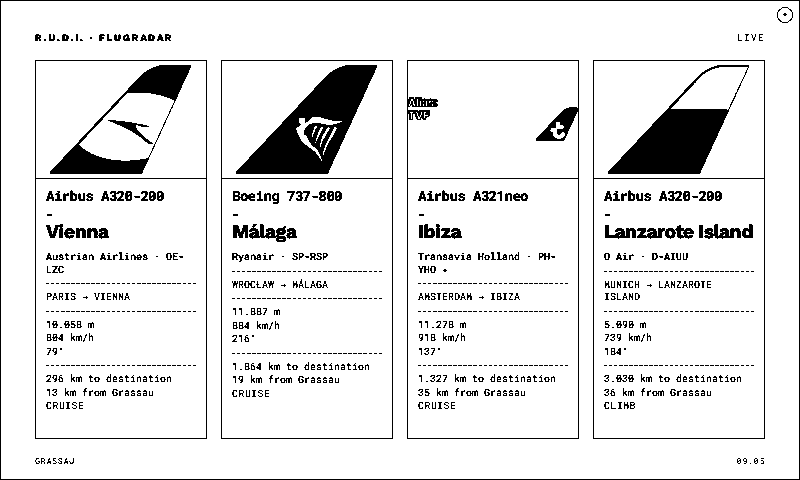 R.U.D.I. · FLUGRADAR
LIVE
Airbus A320-200
-
Vienna
Austrian Airlines · OE-
LZC
PARIS → VIENNA
10.058 m
804 km/h
79°
296 km to destination
13 km from Grassau
CRUISE
Boeing 737-800
-
Málaga
Ryanair · SP-RSP
WROCŁAW → MÁLAGA
11.887 m
884 km/h
216°
1.864 km to destination
19 km from Grassau
CRUISE
TVF
Airbus A321neo
-
Ibiza
Transavia Holland · PH-
YHO
AMSTERDAM → IBIZA
11.278 m
918 km/h
137°
1.327 km to destination
35 km from Grassau
CRUISE
Airbus A320-200
-
Lanzarote Island
O Air · D-AIUU
MUNICH → LANZAROTE
ISLAND
5.090 m
739 km/h
184°
3.030 km to destination
36 km from Grassau
CLIMB
GRASSAU
09.05